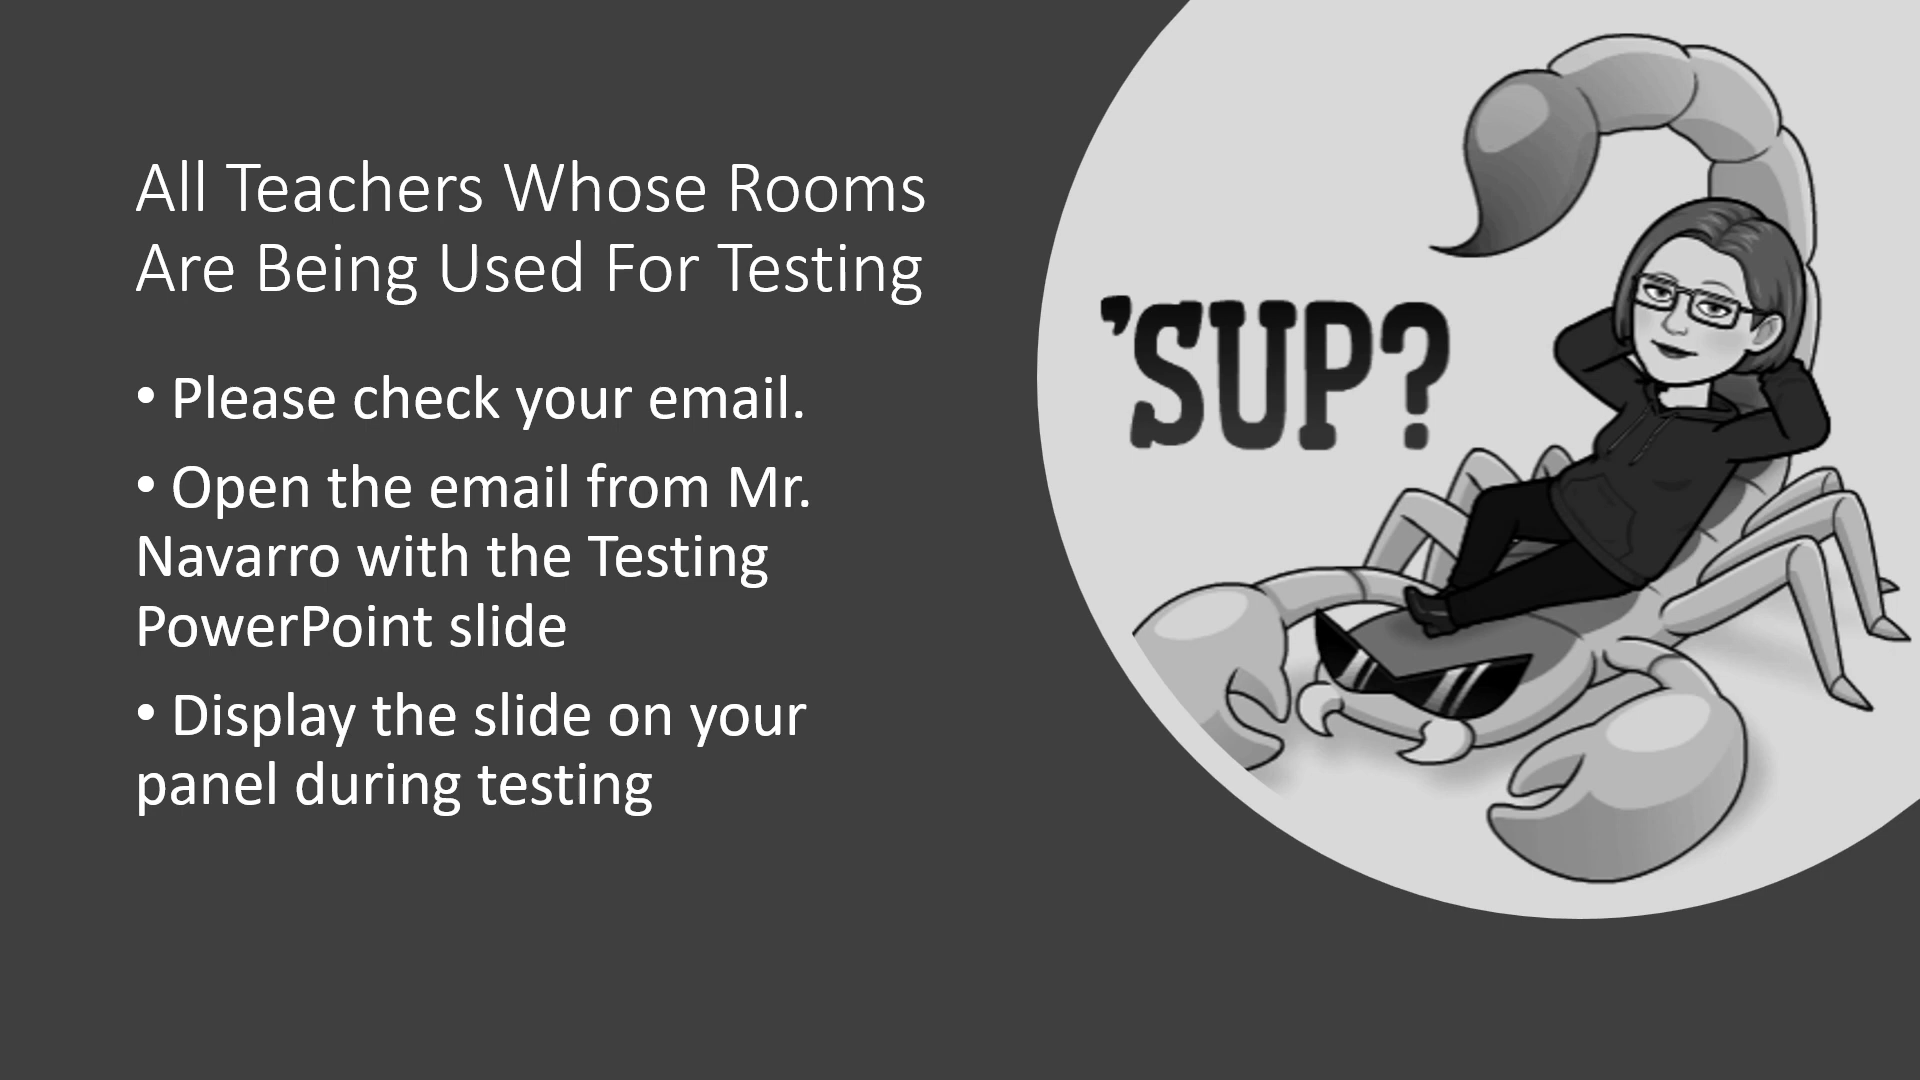 All Teachers Whose Rooms
Are Being Used For Testing
• Please check your email.
• Open the email from Mr.
Navarro with the Testing
PowerPoint slide
• Display the slide on your
panel during testing
'SUP?